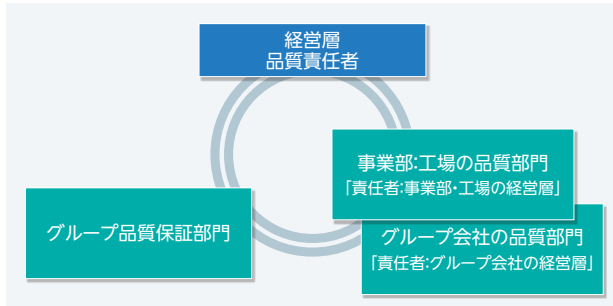 経営層
品質責任者
事業部:工場の品質部門
「責任者:事業部・工場の経営層」
グループ品質保証部門
グループ会社の品質部門
「責任者:グループ会社の経営層」